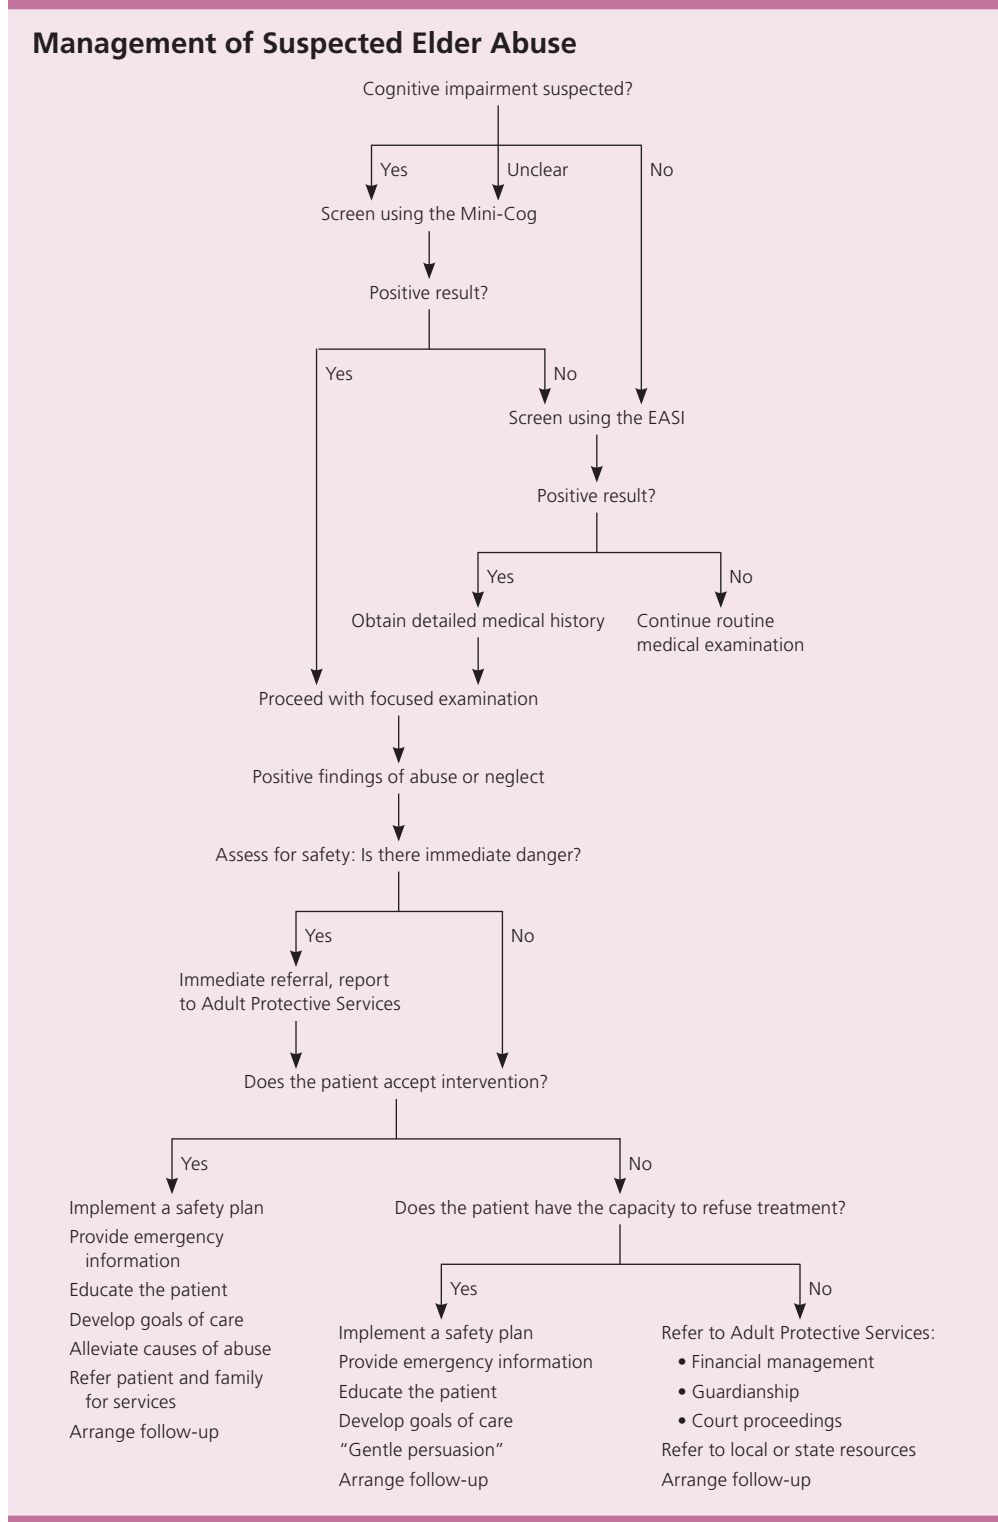 Management of Suspected Elder Abuse
Cognitive impairment suspected?
Yes
Unclear
No
Screen using the Mini-Cog
Positive result?
Yes
No
Screen using the EASI
Positive result?
Yes
No
Obtain detailed medical history
Continue routine
medical examination
Proceed with focused examination
Positive findings of abuse or neglect
Assess for safety: Is there immediate danger?
Yes
No
Immediate referral, report
to Adult Protective Services
Does the patient accept intervention?
Yes
No
Implement a safety plan
Provide emergency
information
Educate the patient
Develop goals of care
Alleviate causes of abuse
Refer patient and family
for services
Arrange follow-up
Does the patient have the capacity to refuse treatment?
Yes
No
Implement a safety plan
Provide emergency information
Educate the patient
Develop goals of care
“Gentle persuasion”
Arrange follow-up
Refer to Adult Protective Services:
• Financial management
• Guardianship
• Court proceedings
Refer to local or state resources
Arrange follow-up